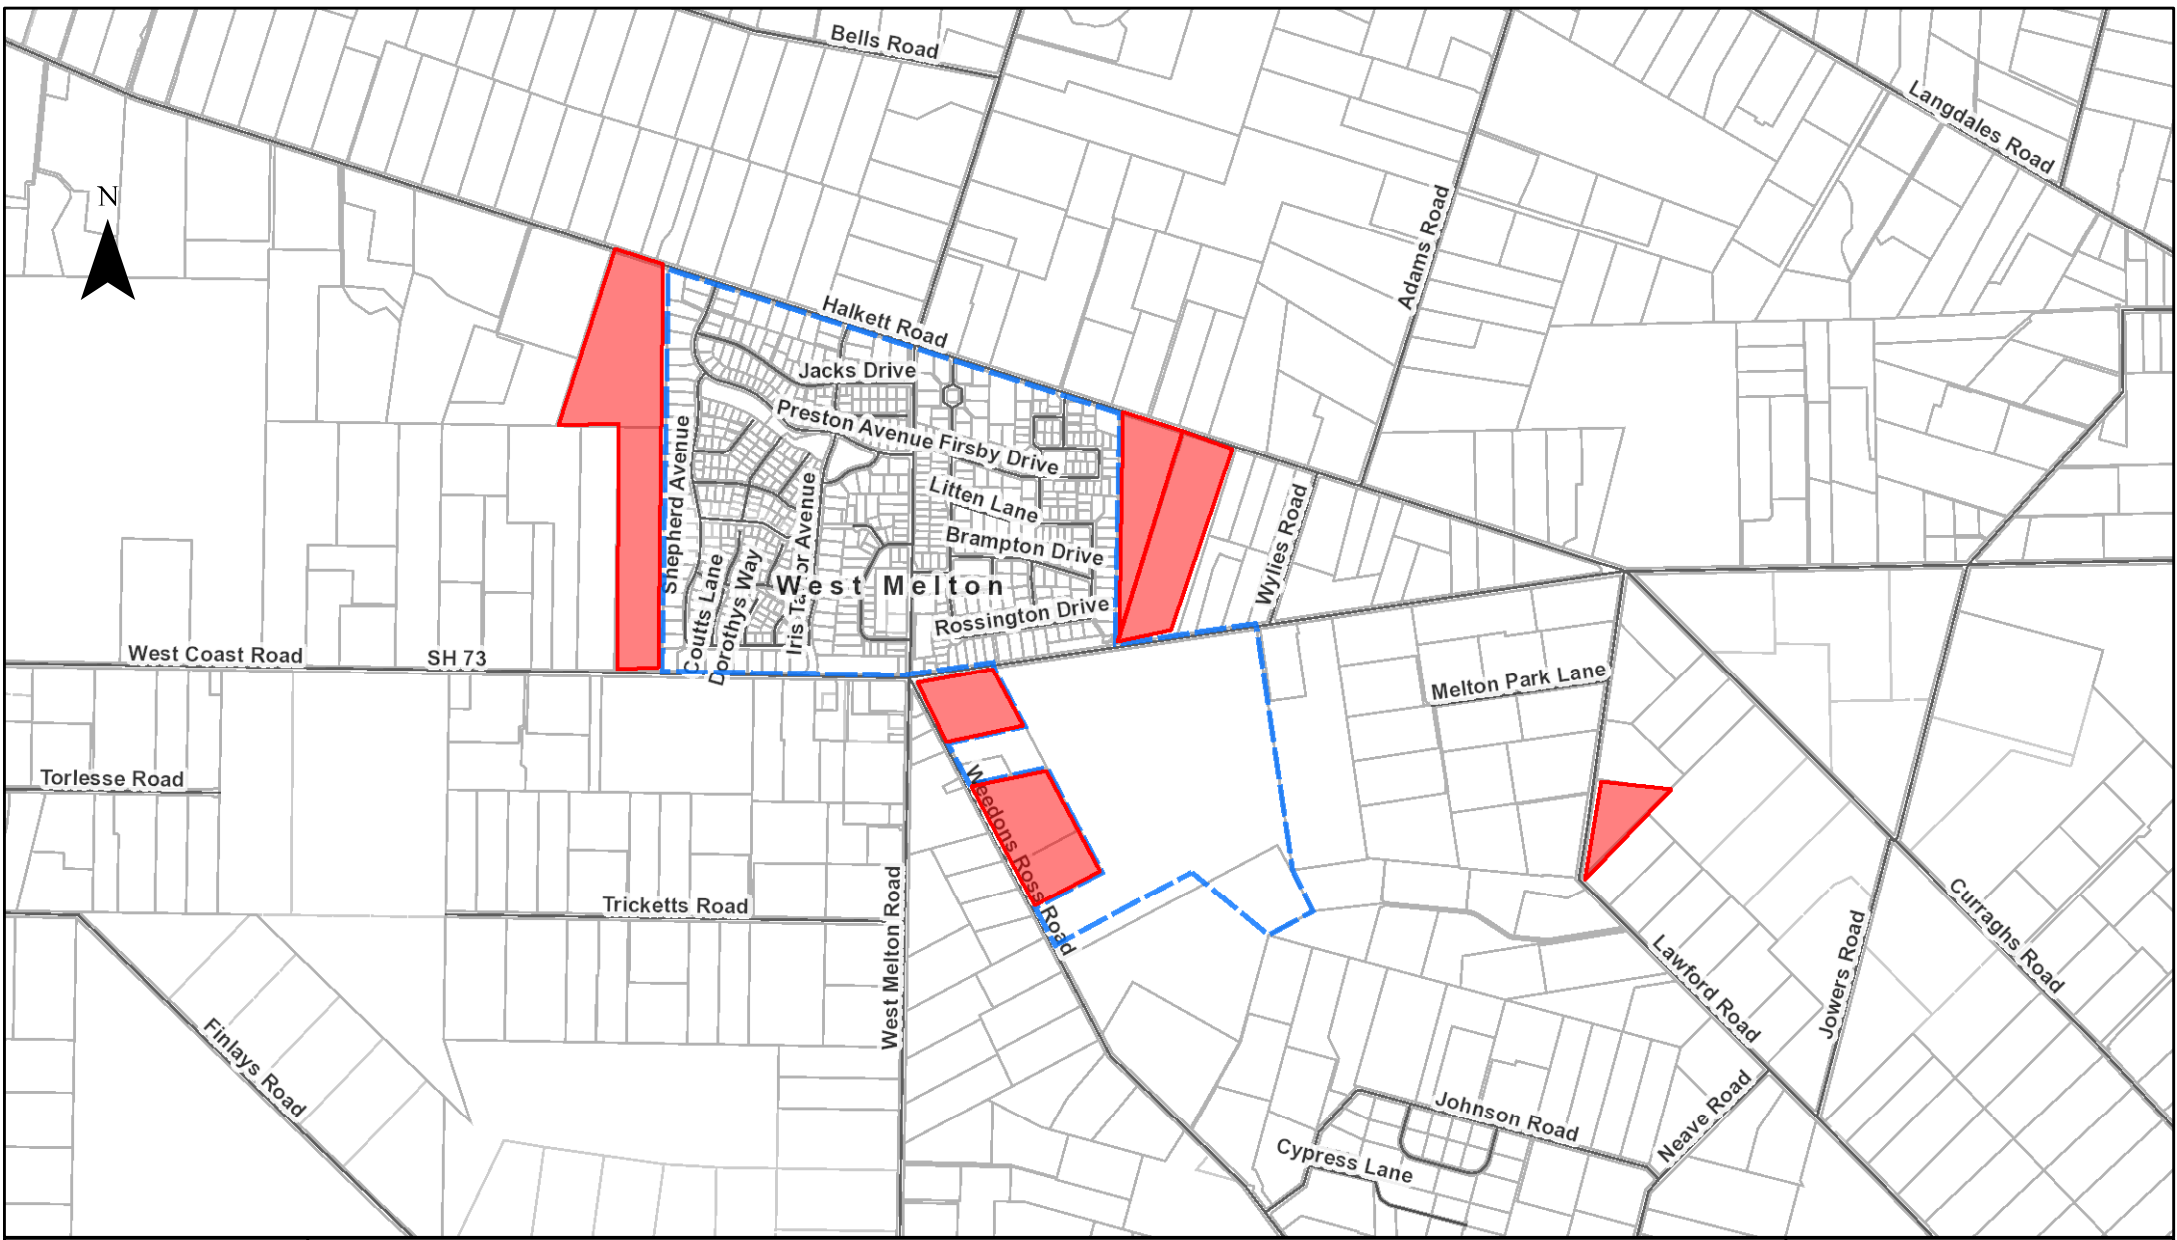 Bells Road
Langdales Road
N
Adams Road
Halkett Road
Jacks Drive
Preston Avenue
Firsby Drive
Shepherd Avenue
Litten Lane
Wylies Road
Brampton Drive
West Melton
Coutts Lane
Dorothys Way
Rossington Drive
West Coast Road
SH 73
Melton Park Lane
Torlesse Road
Weedons Ross Road
Tricketts Road
West Melton Road
Curraghs Road
Jowers Road
Lawford Road
Finlays Road
Johnson Road
Neave Road
Cypress Lane
Iris
Avenue